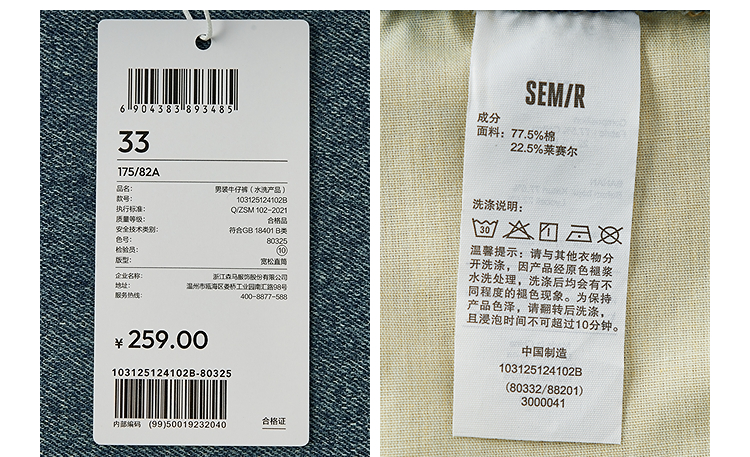 6 904383 893485
33
175/82A
品名: 男装牛仔裤（水洗产品）
款号: 103125124102B
执行标准: Q/ZSM 102-2021
质量等级: 合格品
安全技术类别: 符合GB 18401 B类
色号: 80325
检验员: 10
版型: 宽松直筒
企业名称: 浙江森马服饰股份有限公司
地址: 温州市瓯海区娄桥工业园南汇路98号
服务热线: 400-8877-588
¥ 259.00
103125124102B-80325
合格证
内部编码 (99)50019232040
SEM/R
成分
面料: 77.5%棉
22.5%莱赛尔
洗涤说明:
30
温馨提示: 请与其他衣物分
开洗涤, 因产品经原色褪浆
水洗处理, 洗涤后均会有不
同程度的褪色现象。为保持
产品色泽, 请翻转后洗涤,
且浸泡时间不可超过10分钟。
中国制造
103125124102B
(80332/88201)
3000041